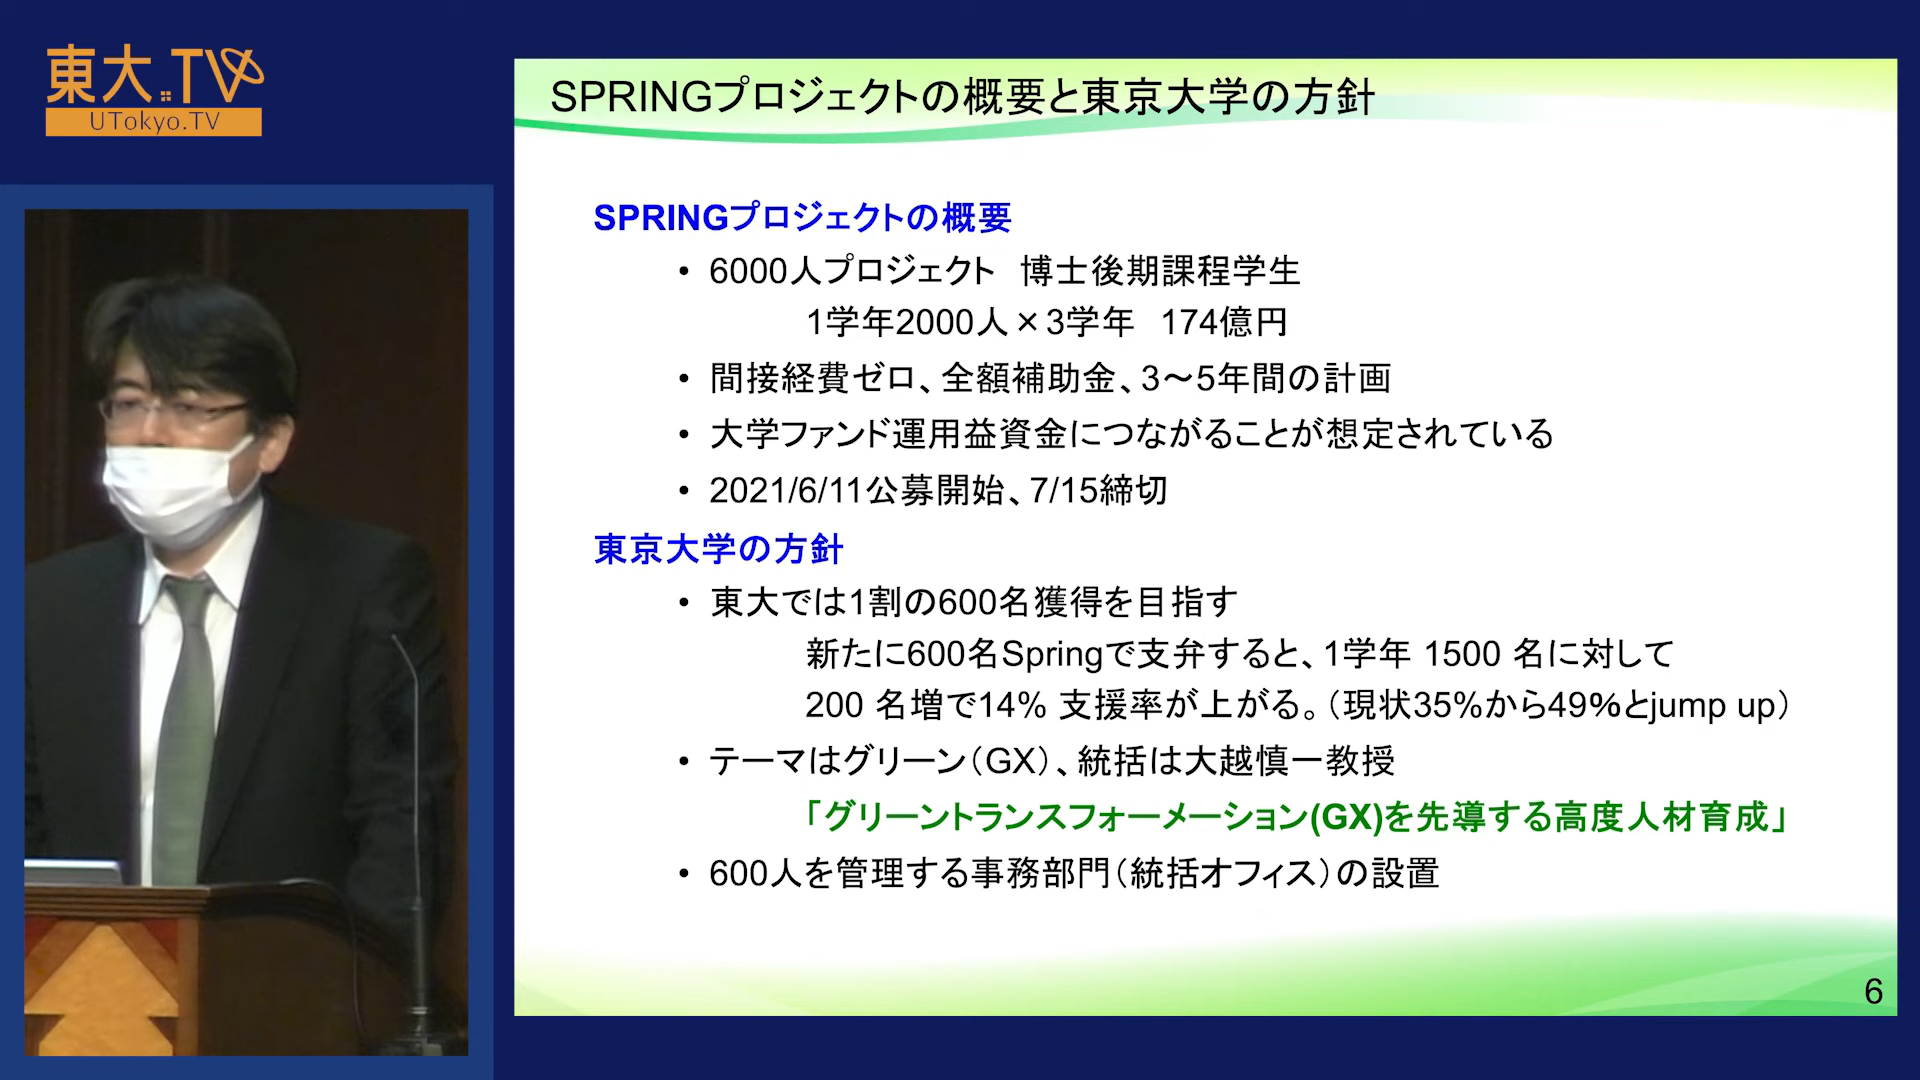 東大TV
UTokyo.TV
SPRINGプロジェクトの概要と東京大学の方針
SPRINGプロジェクトの概要
• 6000人プロジェクト　博士後期課程学生
1学年2000人×3学年　174億円
• 間接経費ゼロ、全額補助金、3～5年間の計画
• 大学ファンド運用益資金につながることが想定されている
• 2021/6/11公募開始、7/15締切
東京大学の方針
• 東大では1割の600名獲得を目指す
新たに600名Springで支弁すると、1学年 1500 名に対して
200 名増で14% 支援率が上がる。（現状35%から49%とjump up）
• テーマはグリーン（GX）、統括は大越慎一教授
「グリーントランスフォーメーション(GX)を先導する高度人材育成」
• 600人を管理する事務部門（統括オフィス）の設置
6